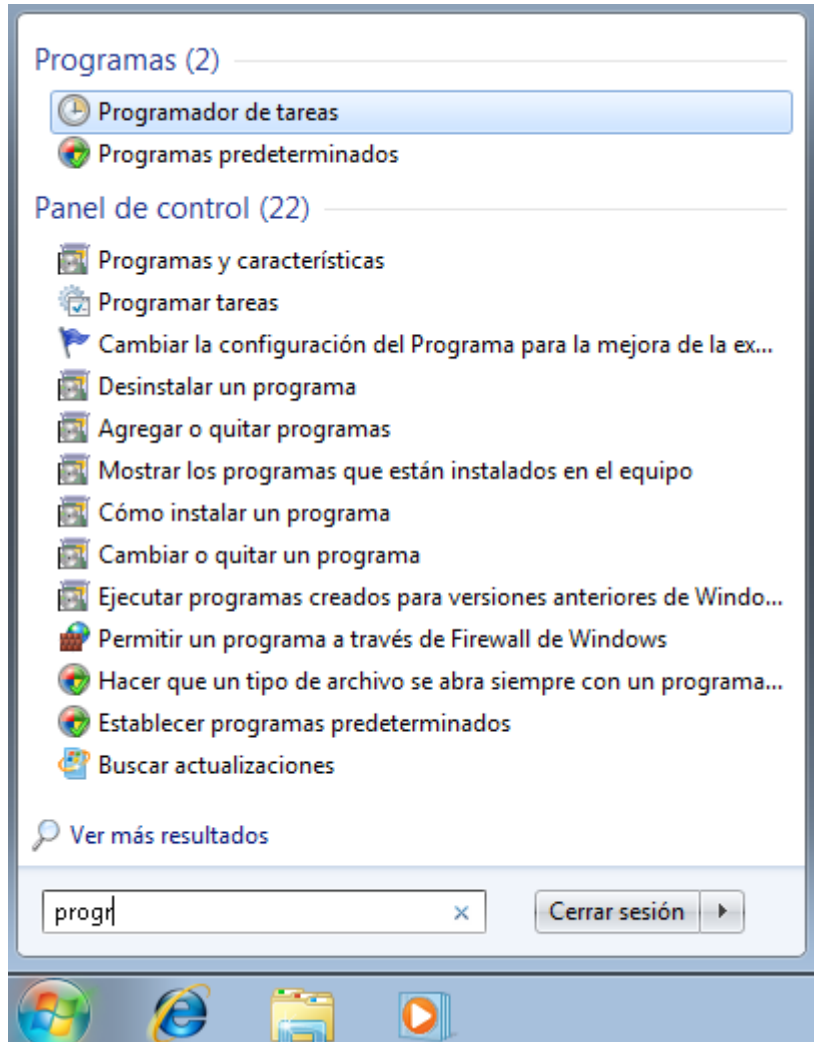 Programas (2)
Programador de tareas
Programas predeterminados
Panel de control (22)
Programas y características
Programar tareas
Cambiar la configuración del Programa para la mejora de la ex...
Desinstalar un programa
Agregar o quitar programas
Mostrar los programas que están instalados en el equipo
Cómo instalar un programa
Cambiar o quitar un programa
Ejecutar programas creados para versiones anteriores de Windo...
Permitir un programa a través de Firewall de Windows
Hacer que un tipo de archivo se abra siempre con un programa...
Establecer programas predeterminados
Buscar actualizaciones
Ver más resultados
progr
Cerrar sesión